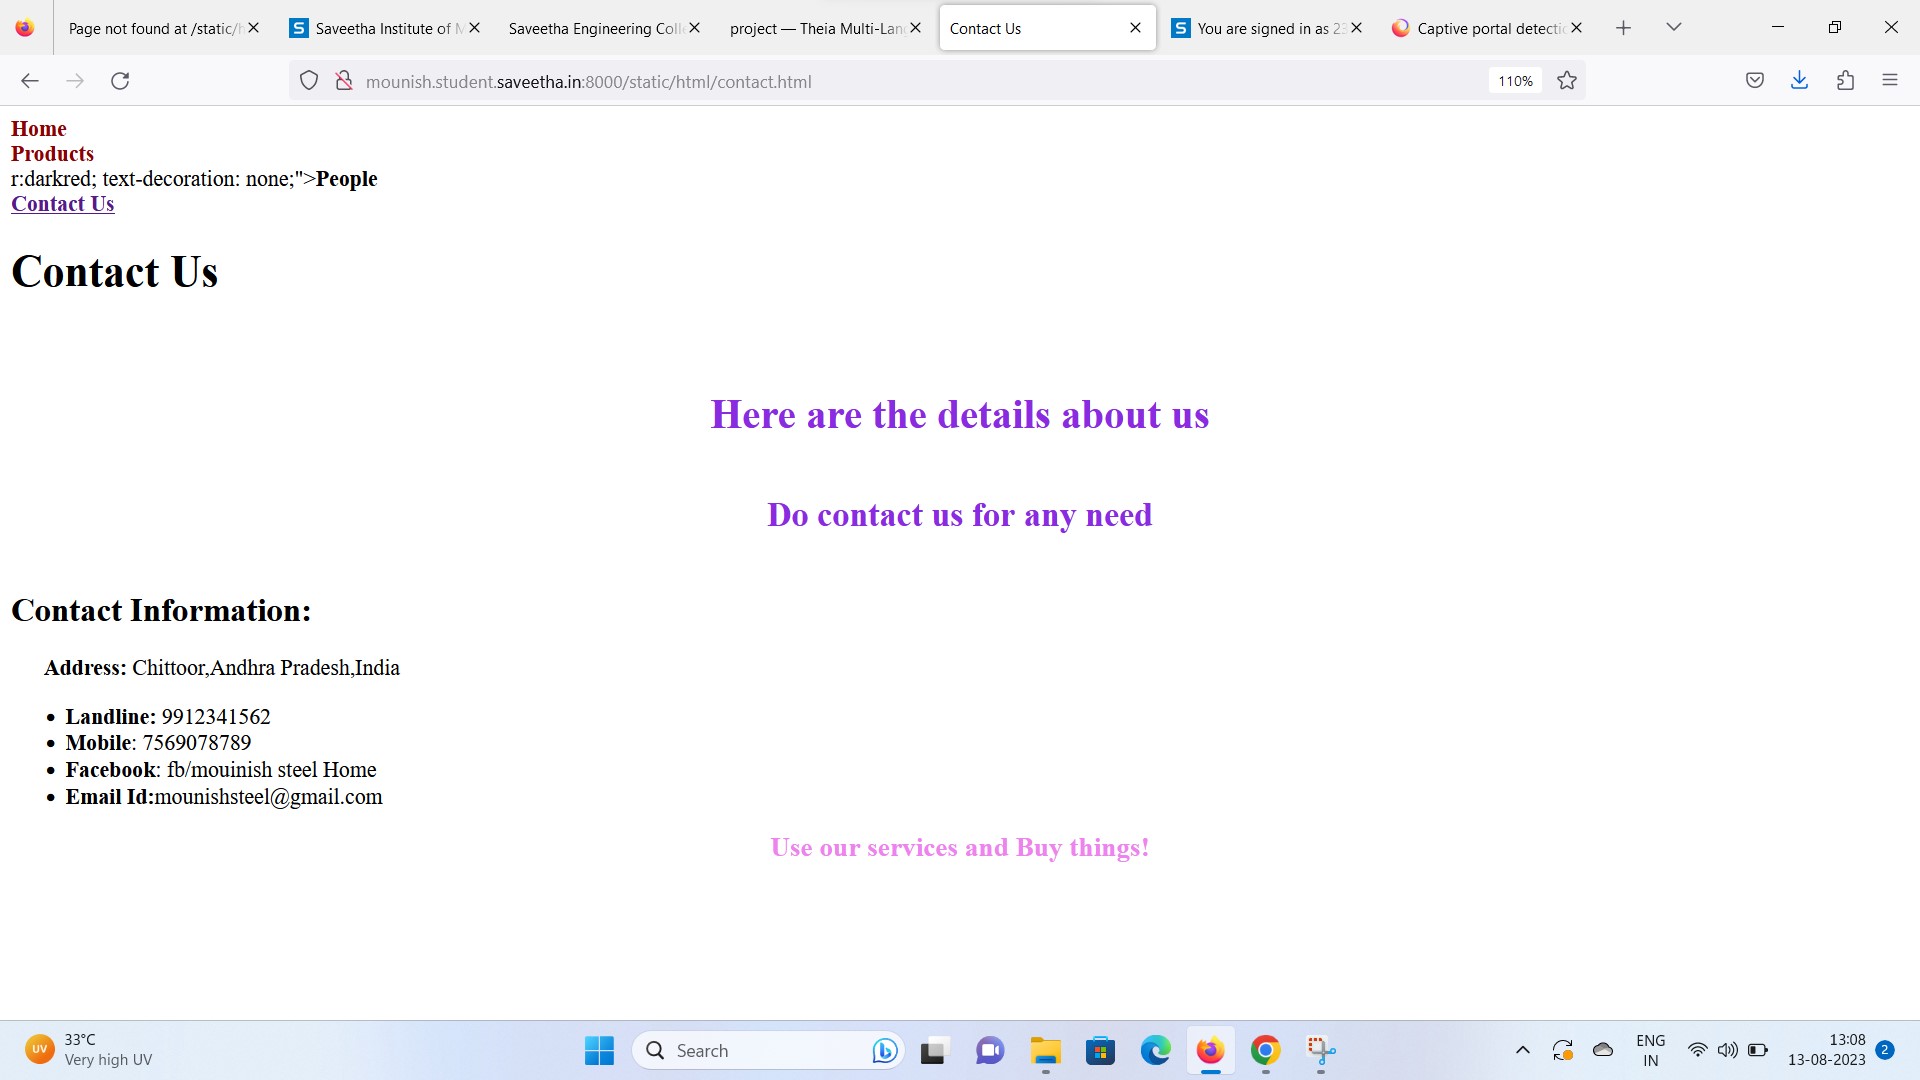 Page not found at /static/h
Saveetha Institute of M
Saveetha Engineering Coll
project — Theia Multi-Lan
Contact Us
You are signed in as 23
Captive portal detectio
mounish.student.saveetha.in:8000/static/html/contact.html
110%
Home
Products
r:darkred; text-decoration: none;">People
Contact Us
Contact Us
Here are the details about us
Do contact us for any need
Contact Information:
Address: Chittoor,Andhra Pradesh,India
Landline: 9912341562
Mobile: 7569078789
Facebook: fb/mouinish steel Home
Email Id:mounishsteel@gmail.com
Use our services and Buy things!
UV
33°C
Very high UV
Search
ENG
IN
13:08
13-08-2023
2